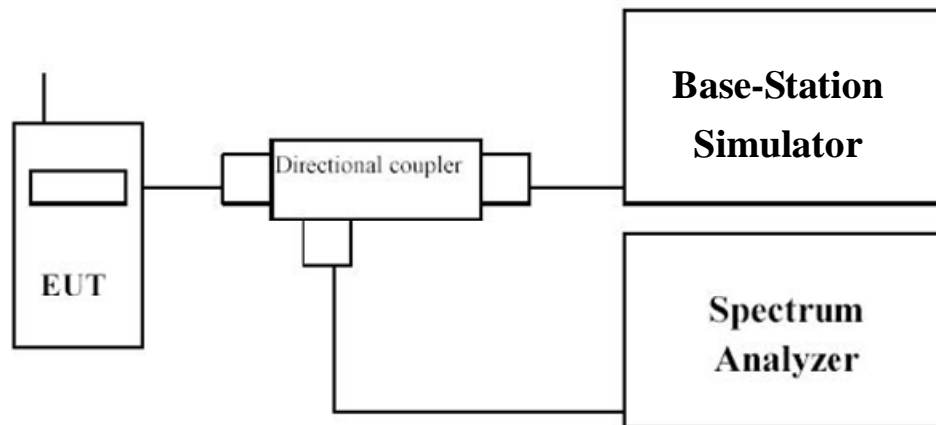 Base-Station
Simulator
Directional coupler
EUT
Spectrum
Analyzer